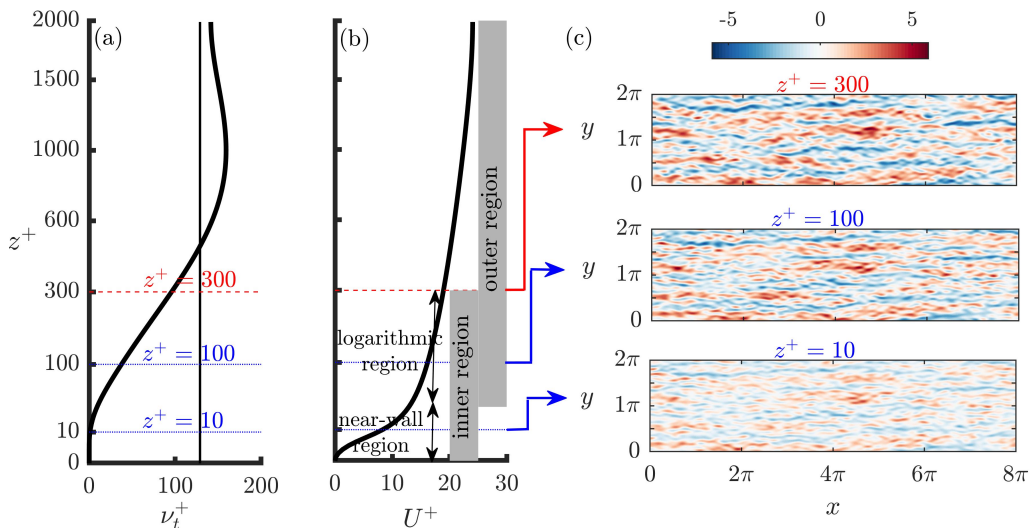 (a)
2000
1500
1000
600
300
100
10
0
z⁺
z⁺ = 300
z⁺ = 100
z⁺ = 10
0 100 200
νₜ⁺
(b)
logarithmic
region
near-wall
region
inner region
outer region
0 10 20 30
U⁺
(c)
-5 0 5
z⁺ = 300
2π
1π
0
y
z⁺ = 100
2π
1π
0
y
z⁺ = 10
2π
1π
0
y
0 2π 4π 6π 8π
x